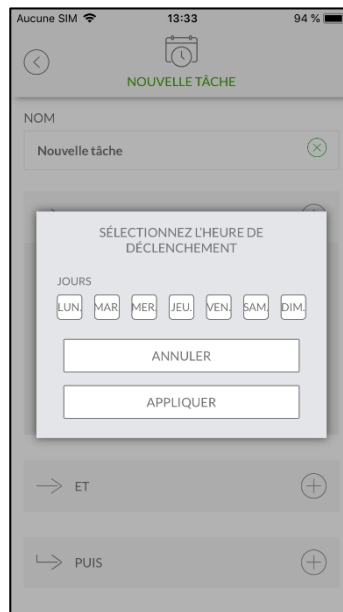 Aucune SIM 13:33 94 %
NOUVELLE TÂCHE
NOM
Nouvelle tâche
SÉLECTIONNEZ L'HEURE DE
DÉCLENCHEMENT
JOURS
LUN. MAR. MER. JEU. VEN. SAM. DIM.
ANNULER
APPLIQUER
ET
PUIS